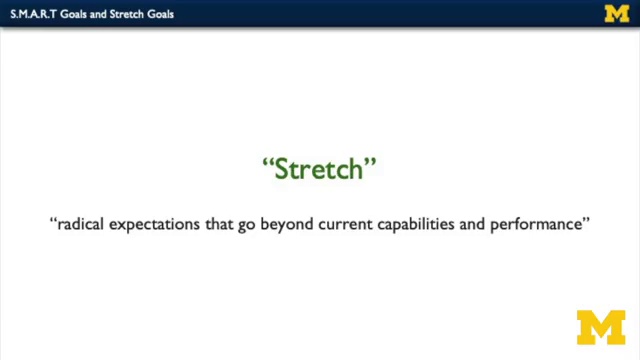 S.M.A.R.T Goals and Stretch Goals
M
“Stretch”
“radical expectations that go beyond current capabilities and performance”
M